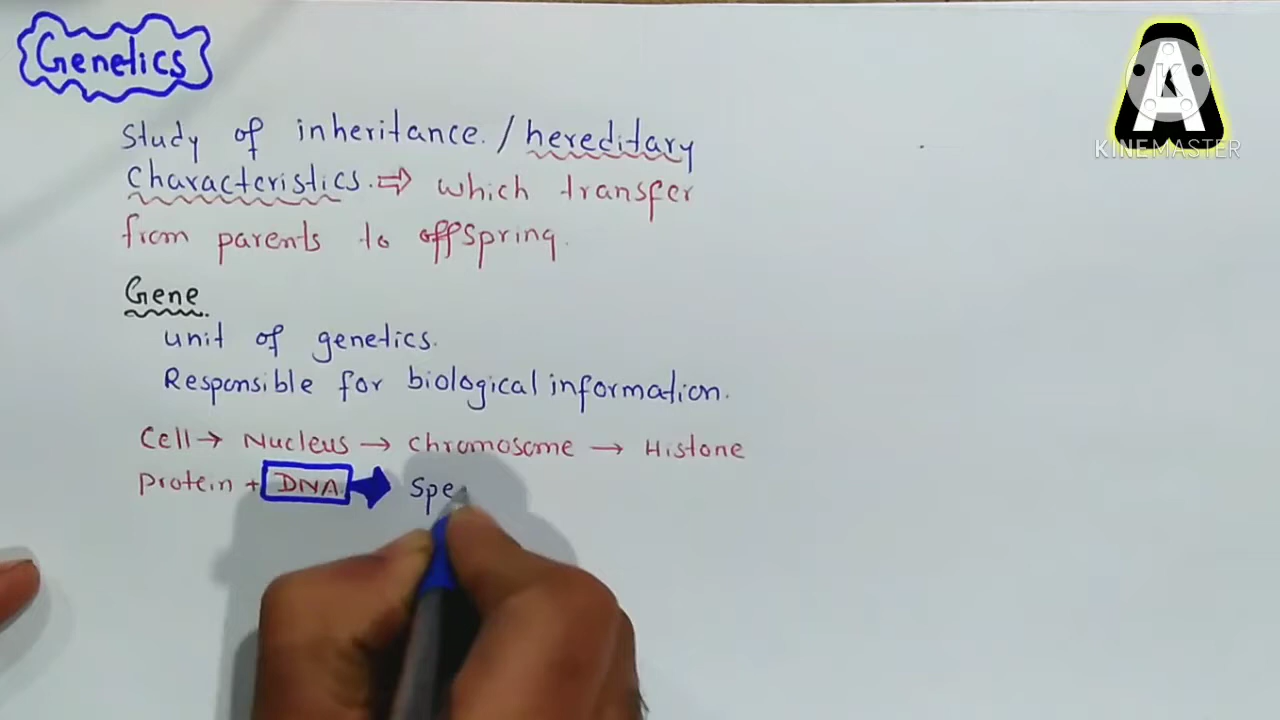 Genetics
Study of inheritance. / hereditary
Characteristics. ⇒ which transfer
from parents to offspring.
Gene
unit of genetics.
Responsible for biological information.
Cell → Nucleus → chromosome → Histone
protein + DNA → Spe
A
K
KINEMASTER